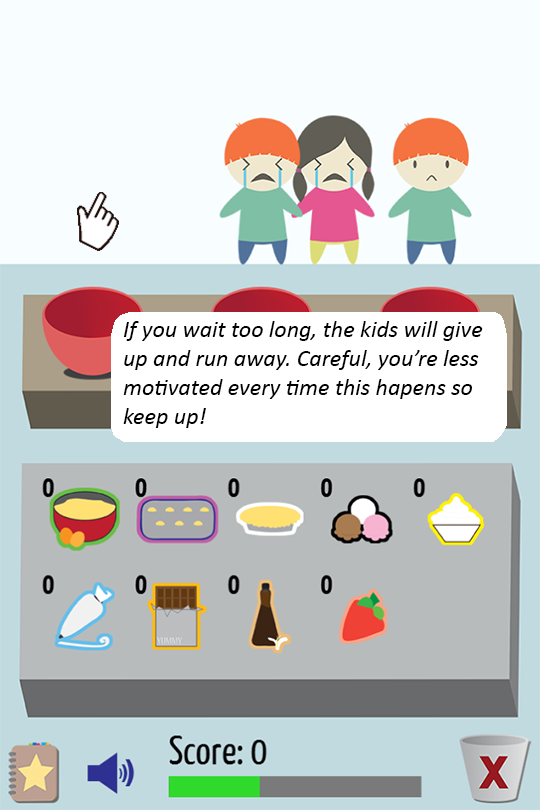 If you wait too long, the kids will give
up and run away. Careful, you’re less
motivated every time this hapens so
keep up!
0 0 0 0 0
0 0 0 0
YUMMY
Score: 0
X